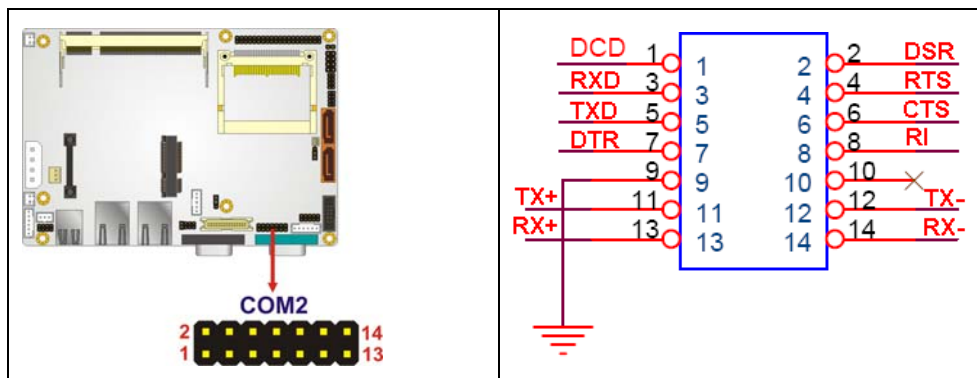 COM2
2 14
1 13
DCD 1 1 2 2 DSR
RXD 3 3 4 4 RTS
TXD 5 5 6 6 CTS
DTR 7 7 8 8 RI
9 9 10 10
TX+ 11 11 12 12 TX-
RX+ 13 13 14 14 RX-